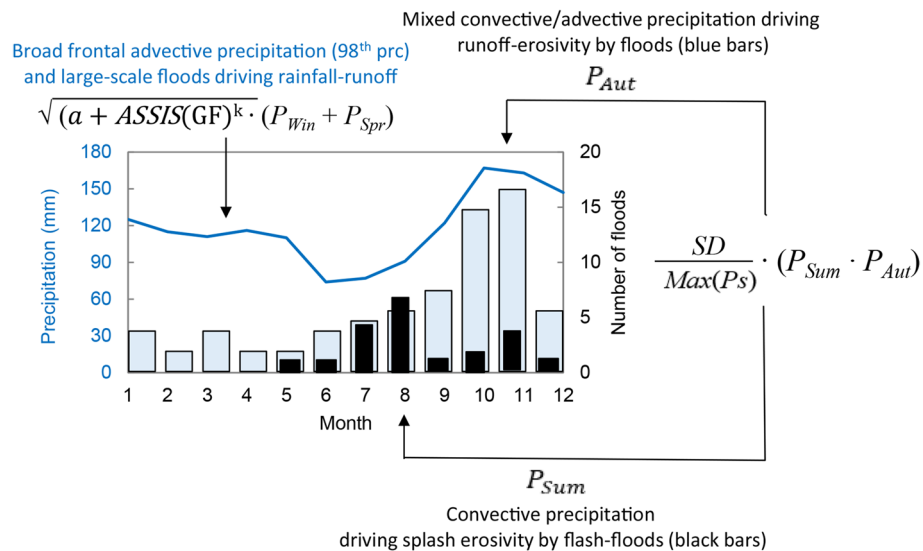 Mixed convective/advective precipitation driving
runoff-erosivity by floods (blue bars)
P_Aut
Broad frontal advective precipitation (98th prc)
and large-scale floods driving rainfall-runoff
√(a + ASSIS(GF)^k · (P_Win + P_Spr)
180
150
120
90
60
30
0
Precipitation (mm)
20
15
10
5
0
Number of floods
1 2 3 4 5 6 7 8 9 10 11 12
Month
SD
Max(Ps)
· (P_Sum · P_Aut)
P_Sum
Convective precipitation
driving splash erosivity by flash-floods (black bars)